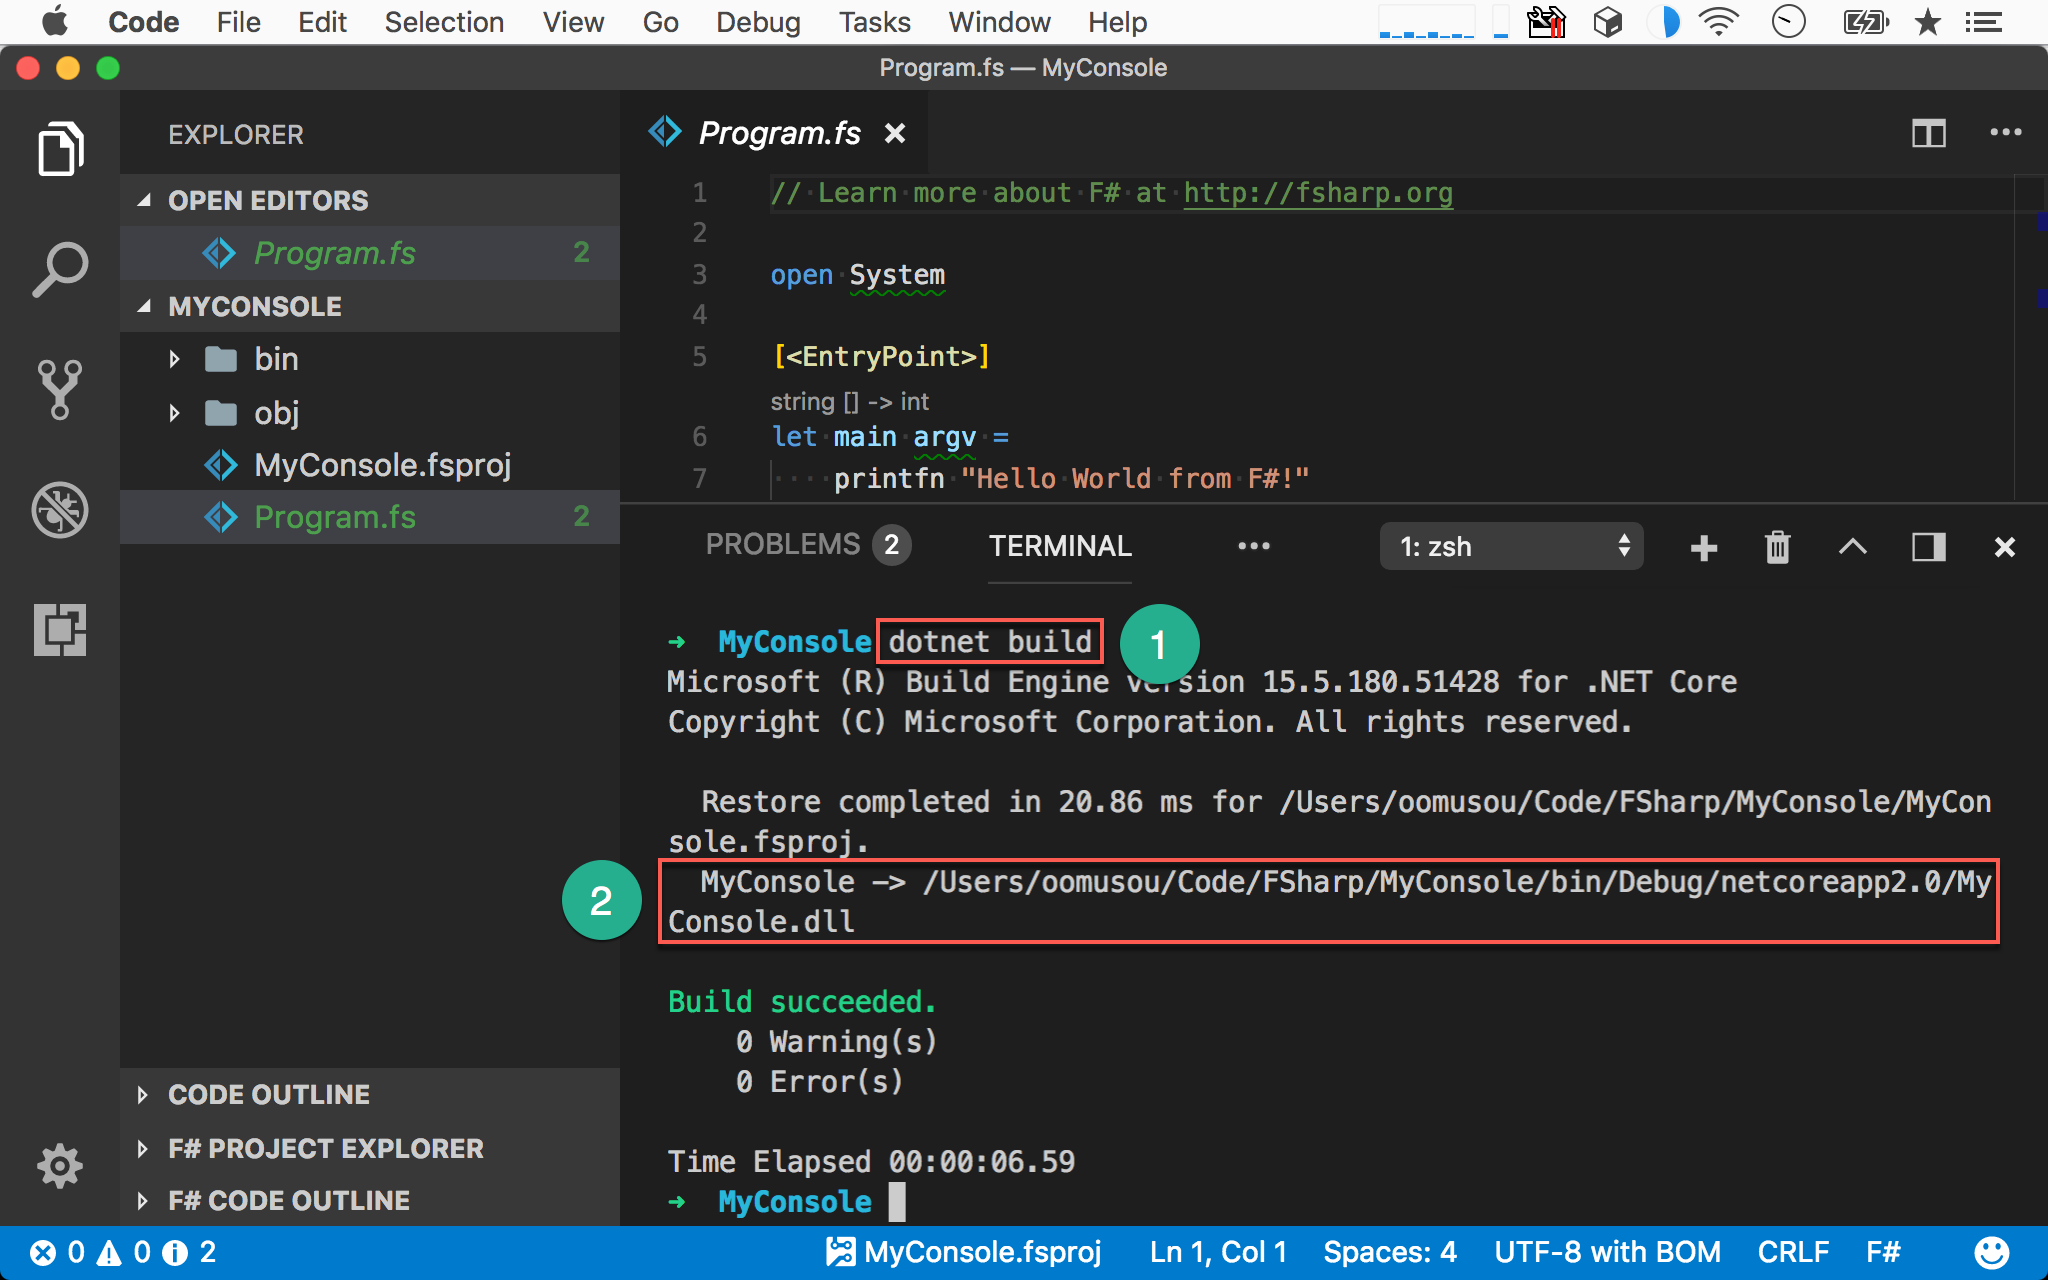 Code File Edit Selection View Go Debug Tasks Window Help
Program.fs — MyConsole
EXPLORER
OPEN EDITORS
Program.fs 2
MYCONSOLE
bin
obj
MyConsole.fsproj
Program.fs 2
CODE OUTLINE
F# PROJECT EXPLORER
F# CODE OUTLINE
Program.fs
1 // Learn more about F# at http://fsharp.org
2
3 open System
4
5 [<EntryPoint>]
string [] -> int
6 let main argv =
7 printfn "Hello World from F#!"
PROBLEMS 2 TERMINAL 1: zsh
➜ MyConsole dotnet build 1
Microsoft (R) Build Engine version 15.5.180.51428 for .NET Core
Copyright (C) Microsoft Corporation. All rights reserved.
Restore completed in 20.86 ms for /Users/oomusou/Code/FSharp/MyConsole/MyCon
sole.fsproj.
2 MyConsole -> /Users/oomusou/Code/FSharp/MyConsole/bin/Debug/netcoreapp2.0/My
Console.dll
Build succeeded.
0 Warning(s)
0 Error(s)
Time Elapsed 00:00:06.59
➜ MyConsole
0 0 2 MyConsole.fsproj Ln 1, Col 1 Spaces: 4 UTF-8 with BOM CRLF F#